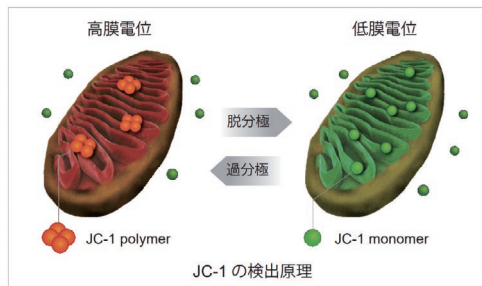 高膜電位
低膜電位
脱分極
過分極
JC-1 polymer
JC-1 monomer
JC-1 の検出原理